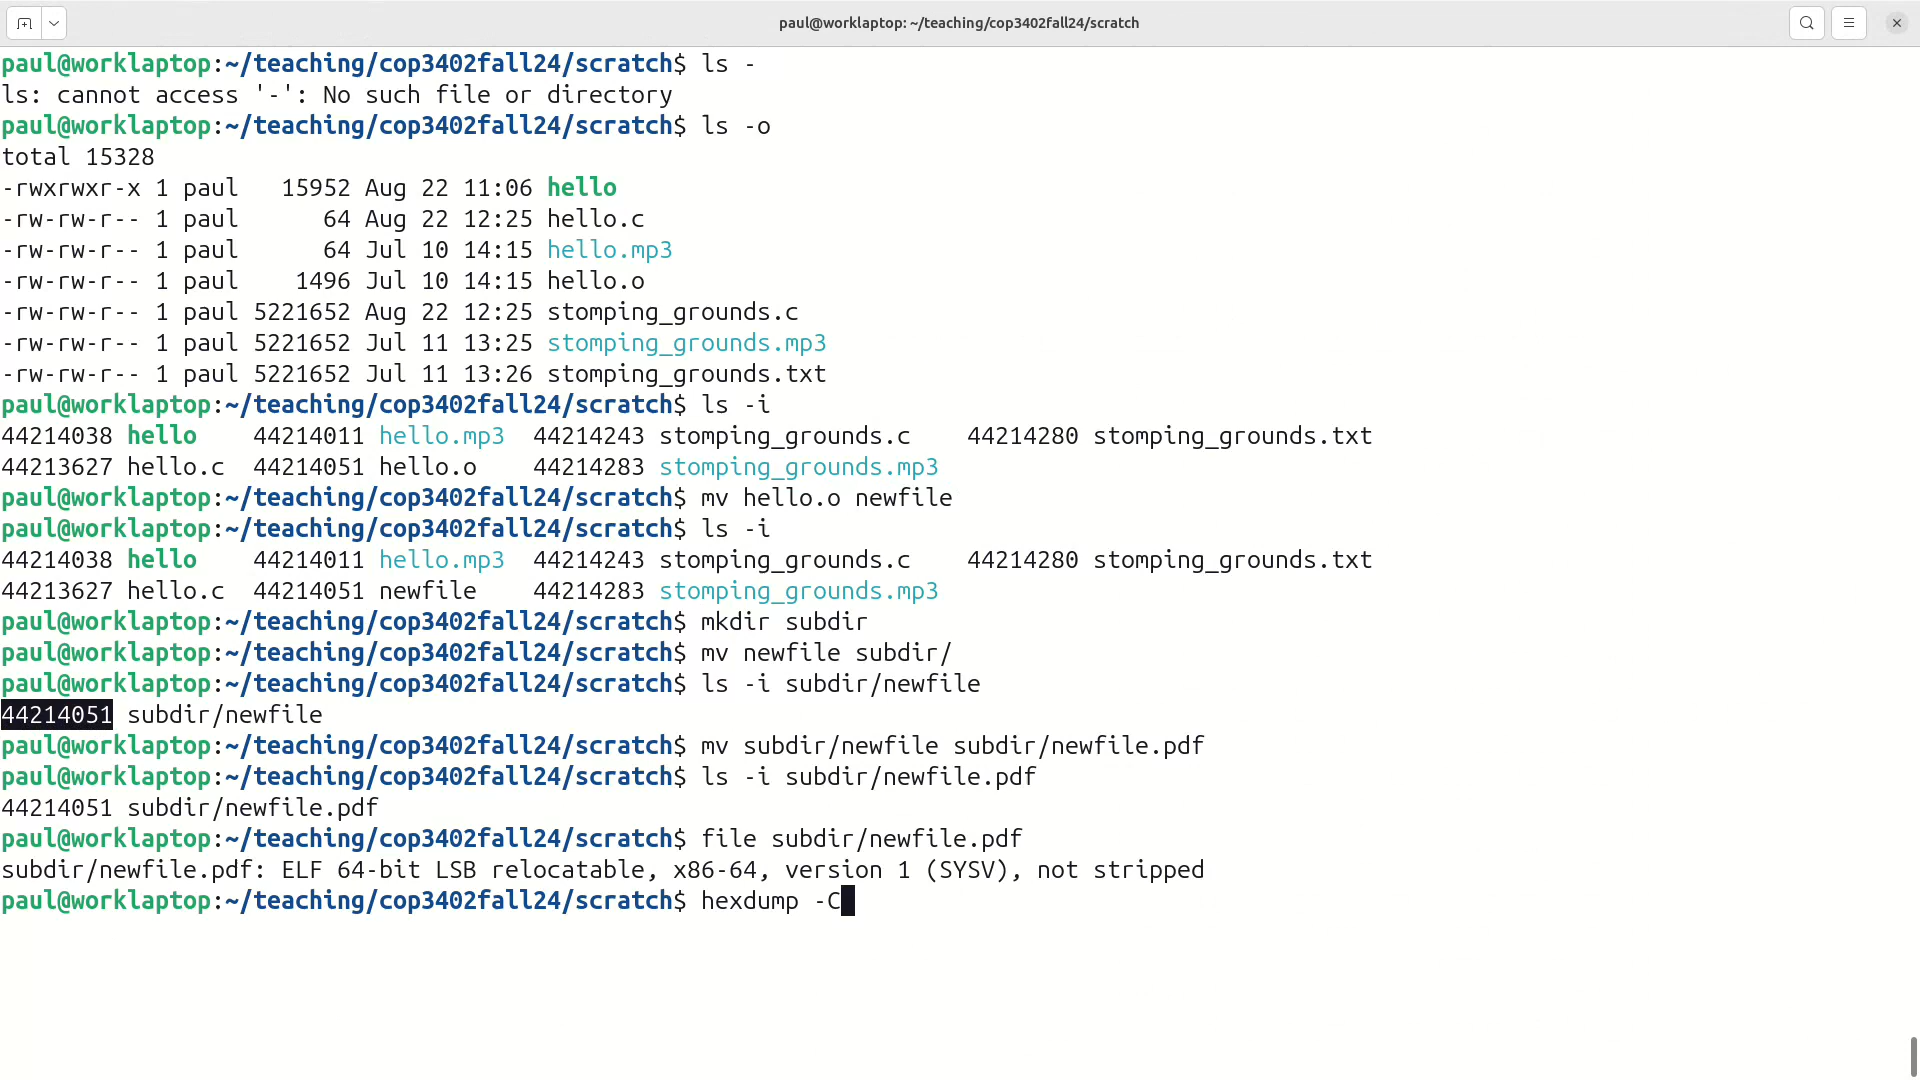 paul@worklaptop: ~/teaching/cop3402fall24/scratch
paul@worklaptop:~/teaching/cop3402fall24/scratch$ ls -
ls: cannot access '-': No such file or directory
paul@worklaptop:~/teaching/cop3402fall24/scratch$ ls -o
total 15328
-rwxrwxr-x 1 paul   15952 Aug 22 11:06 hello
-rw-rw-r-- 1 paul      64 Aug 22 12:25 hello.c
-rw-rw-r-- 1 paul      64 Jul 10 14:15 hello.mp3
-rw-rw-r-- 1 paul    1496 Jul 10 14:15 hello.o
-rw-rw-r-- 1 paul 5221652 Aug 22 12:25 stomping_grounds.c
-rw-rw-r-- 1 paul 5221652 Jul 11 13:25 stomping_grounds.mp3
-rw-rw-r-- 1 paul 5221652 Jul 11 13:26 stomping_grounds.txt
paul@worklaptop:~/teaching/cop3402fall24/scratch$ ls -i
44214038 hello    44214011 hello.mp3  44214243 stomping_grounds.c    44214280 stomping_grounds.txt
44213627 hello.c  44214051 hello.o    44214283 stomping_grounds.mp3
paul@worklaptop:~/teaching/cop3402fall24/scratch$ mv hello.o newfile
paul@worklaptop:~/teaching/cop3402fall24/scratch$ ls -i
44214038 hello    44214011 hello.mp3  44214243 stomping_grounds.c    44214280 stomping_grounds.txt
44213627 hello.c  44214051 newfile    44214283 stomping_grounds.mp3
paul@worklaptop:~/teaching/cop3402fall24/scratch$ mkdir subdir
paul@worklaptop:~/teaching/cop3402fall24/scratch$ mv newfile subdir/
paul@worklaptop:~/teaching/cop3402fall24/scratch$ ls -i subdir/newfile
44214051 subdir/newfile
paul@worklaptop:~/teaching/cop3402fall24/scratch$ mv subdir/newfile subdir/newfile.pdf
paul@worklaptop:~/teaching/cop3402fall24/scratch$ ls -i subdir/newfile.pdf
44214051 subdir/newfile.pdf
paul@worklaptop:~/teaching/cop3402fall24/scratch$ file subdir/newfile.pdf
subdir/newfile.pdf: ELF 64-bit LSB relocatable, x86-64, version 1 (SYSV), not stripped
paul@worklaptop:~/teaching/cop3402fall24/scratch$ hexdump -C